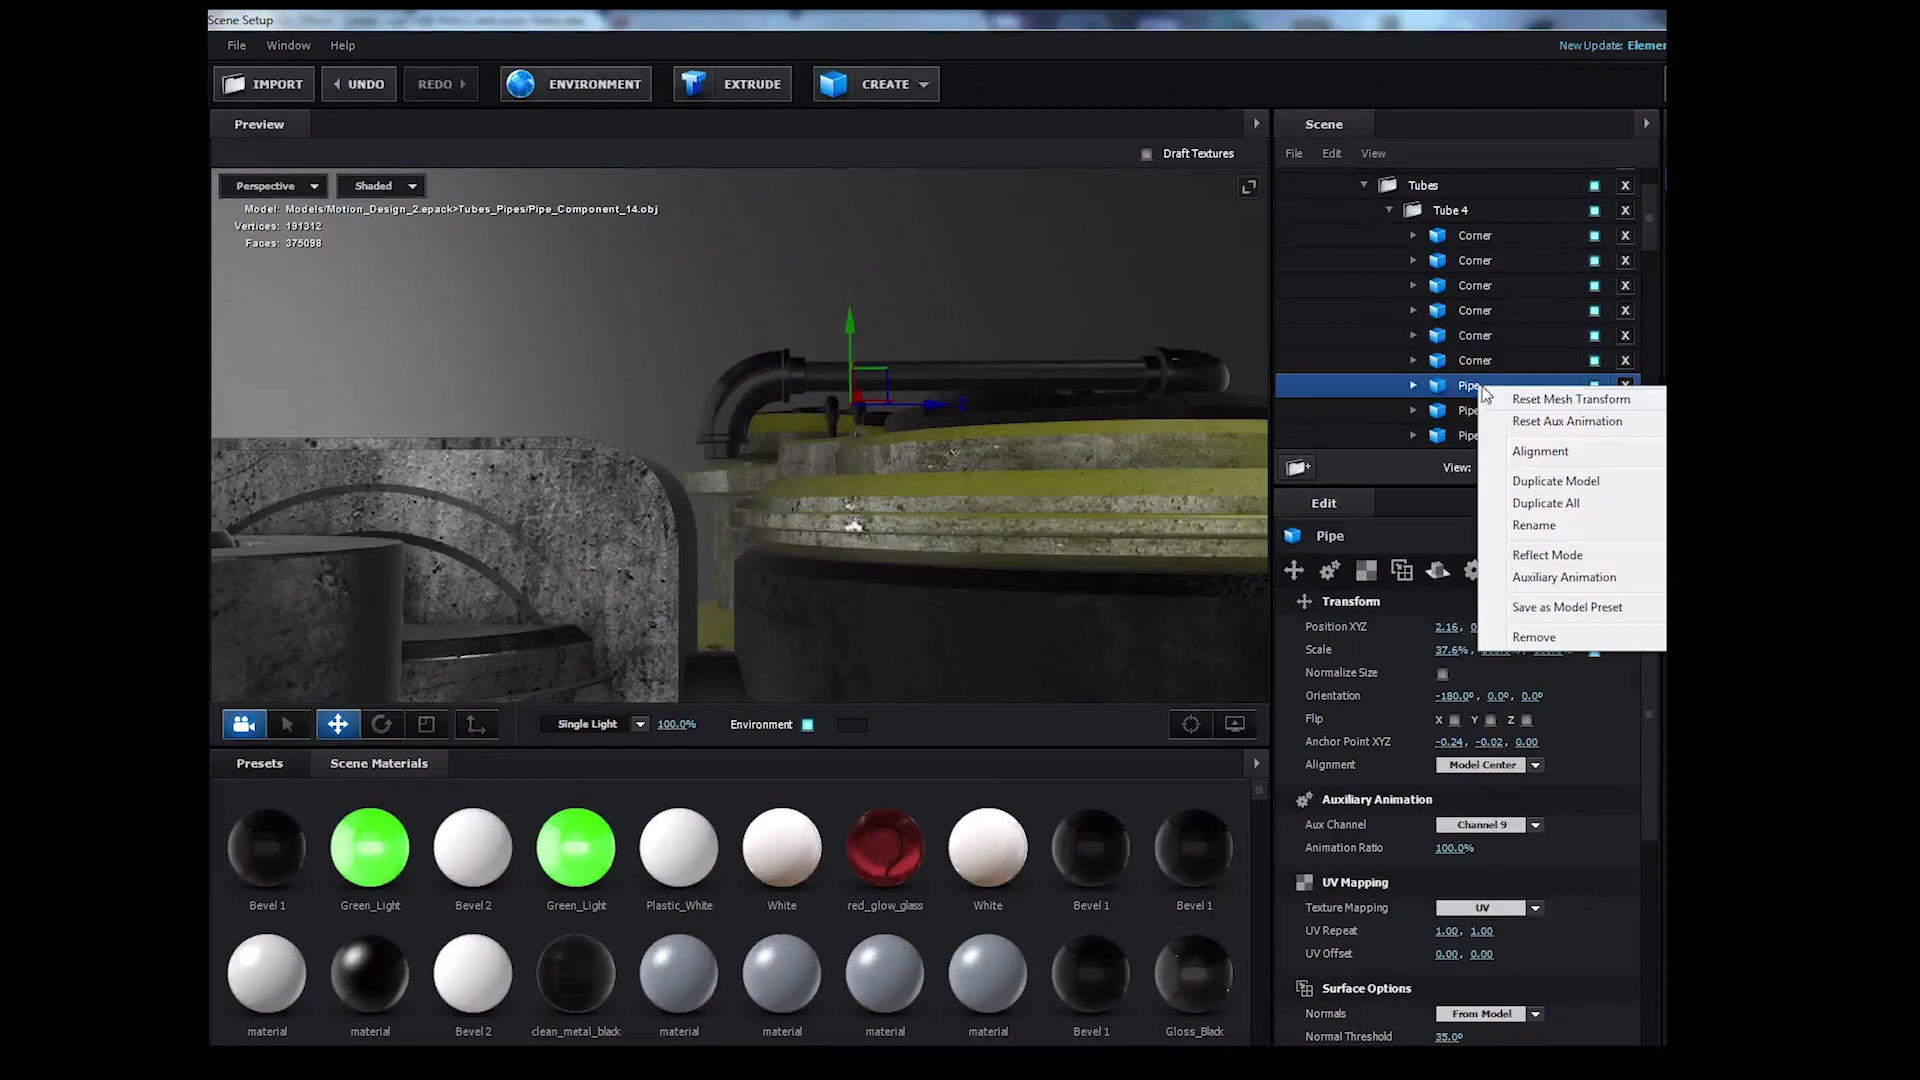 Scene Setup
File Window Help
New Update: Elemen
IMPORT UNDO REDO ENVIRONMENT EXTRUDE CREATE
Preview
Draft Textures
Perspective Shaded
Model: Models/Motion_Design_2.epack>Tubes_Pipes/Pipe_Component_14.obj
Vertices: 191312
Faces: 375098
Z
Single Light 100.0% Environment
Presets Scene Materials
Bevel 1 Green_Light Bevel 2 Green_Light Plastic_White White red_glow_glass White Bevel 1 Bevel 1
material material Bevel 2 clean_metal_black material material material material Bevel 1 Gloss_Black
Scene
File Edit View
Tubes X
Tube 4 X
Corner X
Corner X
Corner X
Corner X
Corner X
Corner X
Pipe X
Pipe
Pipe
View:
Reset Mesh Transform
Reset Aux Animation
Alignment
Duplicate Model
Duplicate All
Rename
Reflect Mode
Auxiliary Animation
Save as Model Preset
Remove
Edit
Pipe
Transform
Position XYZ 2.16,
Scale 37.6%,
Normalize Size
Orientation -180.0º, 0.0º, 0.0º
Flip X Y Z
Anchor Point XYZ -0.24, -0.02, 0.00
Alignment Model Center
Auxiliary Animation
Aux Channel Channel 9
Animation Ratio 100.0%
UV Mapping
Texture Mapping UV
UV Repeat 1.00, 1.00
UV Offset 0.00, 0.00
Surface Options
Normals From Model
Normal Threshold 35.0º